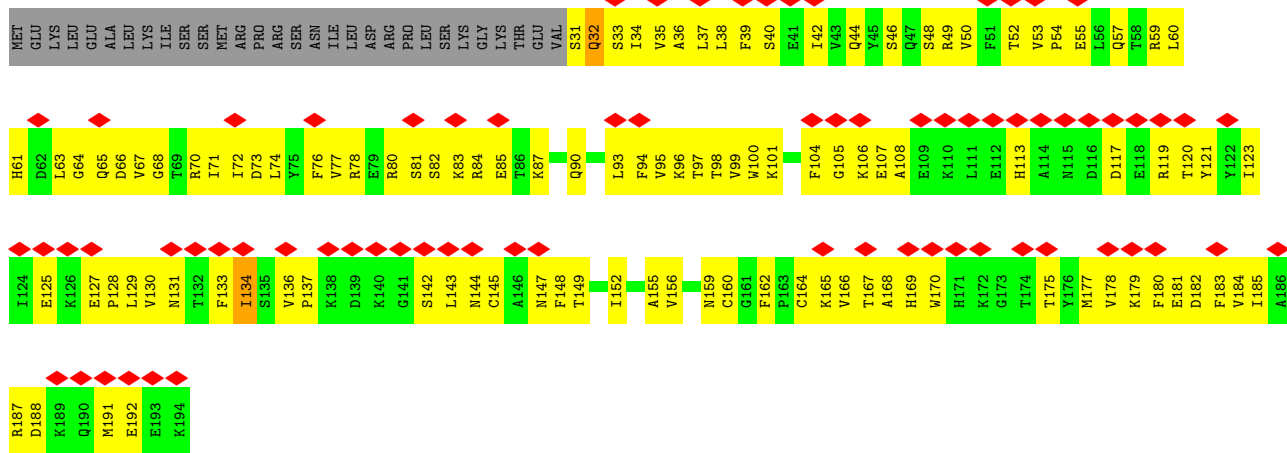 MET GLU LYS LEU GLU ALA LEU LYS ILE SER SER MET ARG PRO ARG SER ASN ILE LEU ASP ARG PRO LEU SER LYS GLY LYS THR GLU VAL S31 Q32 S33 I34 V35 A36 L37 L38 F39 S40 E41 I42 V43 Q44 Y45 S46 Q47 S48 R49 V50 F51 T52 V53 P54 E55 L56 Q57 T58 R59 L60
H61 D62 L63 G64 Q65 D66 V67 G68 T69 R70 I71 I72 D73 L74 Y75 F76 V77 R78 E79 R80 S81 S82 K83 R84 E85 T86 K87 Q90 L93 F94 V95 K96 T97 T98 V99 W100 K101 F104 G105 K106 E107 A108 E109 K110 L111 E112 H113 A114 N115 D116 D117 E118 R119 T120 Y121 Y122 I123
I124 E125 K126 E127 P128 L129 V130 N131 T132 F133 I134 S135 V136 P137 K138 D139 K140 G141 S142 L143 N144 C145 A146 N147 F148 T149 I152 A155 V156 N159 C160 G161 F162 P163 C164 K165 V166 T167 A168 H169 W170 H171 K172 G173 T174 T175 Y176 M177 V178 K179 F180 E181 D182 F183 V184 I185 A186
R187 D188 K189 Q190 M191 E192 E193 K194